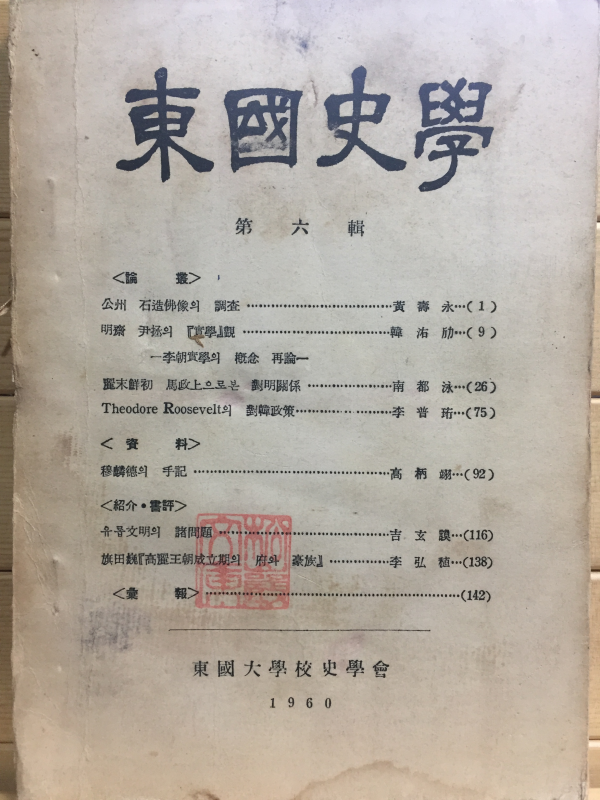 東國史學
第六輯
<論叢>
公州 石造佛像의 調査 黃壽永…( 1 )
明齋 尹拯의 『實學』觀 韓㳓劤…( 9 )
—李朝實學의 槪念 再論—
麗末鮮初 馬政上으로본 對明關係 南都泳…(26)
Theodore Roosevelt의 對韓政策 李普珩…(75)
<資料>
穆麟德의 手記 高柄翊…(92)
<紹介・書評>
유롭文明의 諸問題 吉玄謨…(116)
旗田巍『高麗王朝成立期의 府와 豪族』 李弘稙…(138)
<彙報> (142)
東國大學校史學會
1960